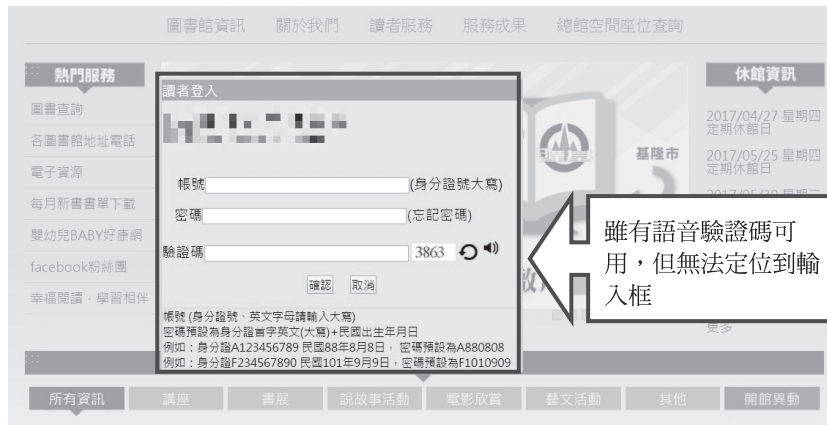 圖書館資訊 關於我們 讀者服務 服務成果 總館空間座位查詢
熱門服務
圖書查詢
各圖書館地址電話
電子資源
每月新書書單下載
嬰幼兒BABY好康網
facebook粉絲團
幸福閱讀、學習相伴
讀者登入
帳號 (身分證號大寫)
密碼 (忘記密碼)
驗證碼 3863
確認 取消
帳號 (身分證號、英文字母請輸入大寫)
密碼預設為身分證首字英文(大寫)+民國出生年月日
例如：身分證A123456789 民國88年8月8日， 密碼預設為A880808
例如：身分證F234567890 民國101年9月9日，密碼預設為F1010909
基隆市
休館資訊
2017/04/27 星期四
定期休館日
2017/05/25 星期四
定期休館日
雖有語音驗證碼可
用，但無法定位到輸
入框
更多
所有資訊 講座 書展 說故事活動 電影欣賞 藝文活動 其他 開館異動